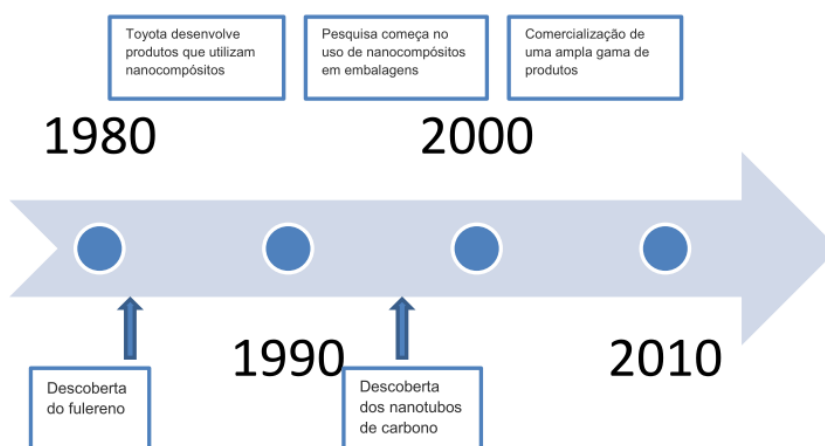 Toyota desenvolve
produtos que utilizam
nanocompósitos
Pesquisa começa no
uso de nanocompósitos
em embalagens
Comercialização de
uma ampla gama de
produtos
1980
2000
1990
2010
Descoberta
do fulereno
Descoberta
dos nanotubos
de carbono